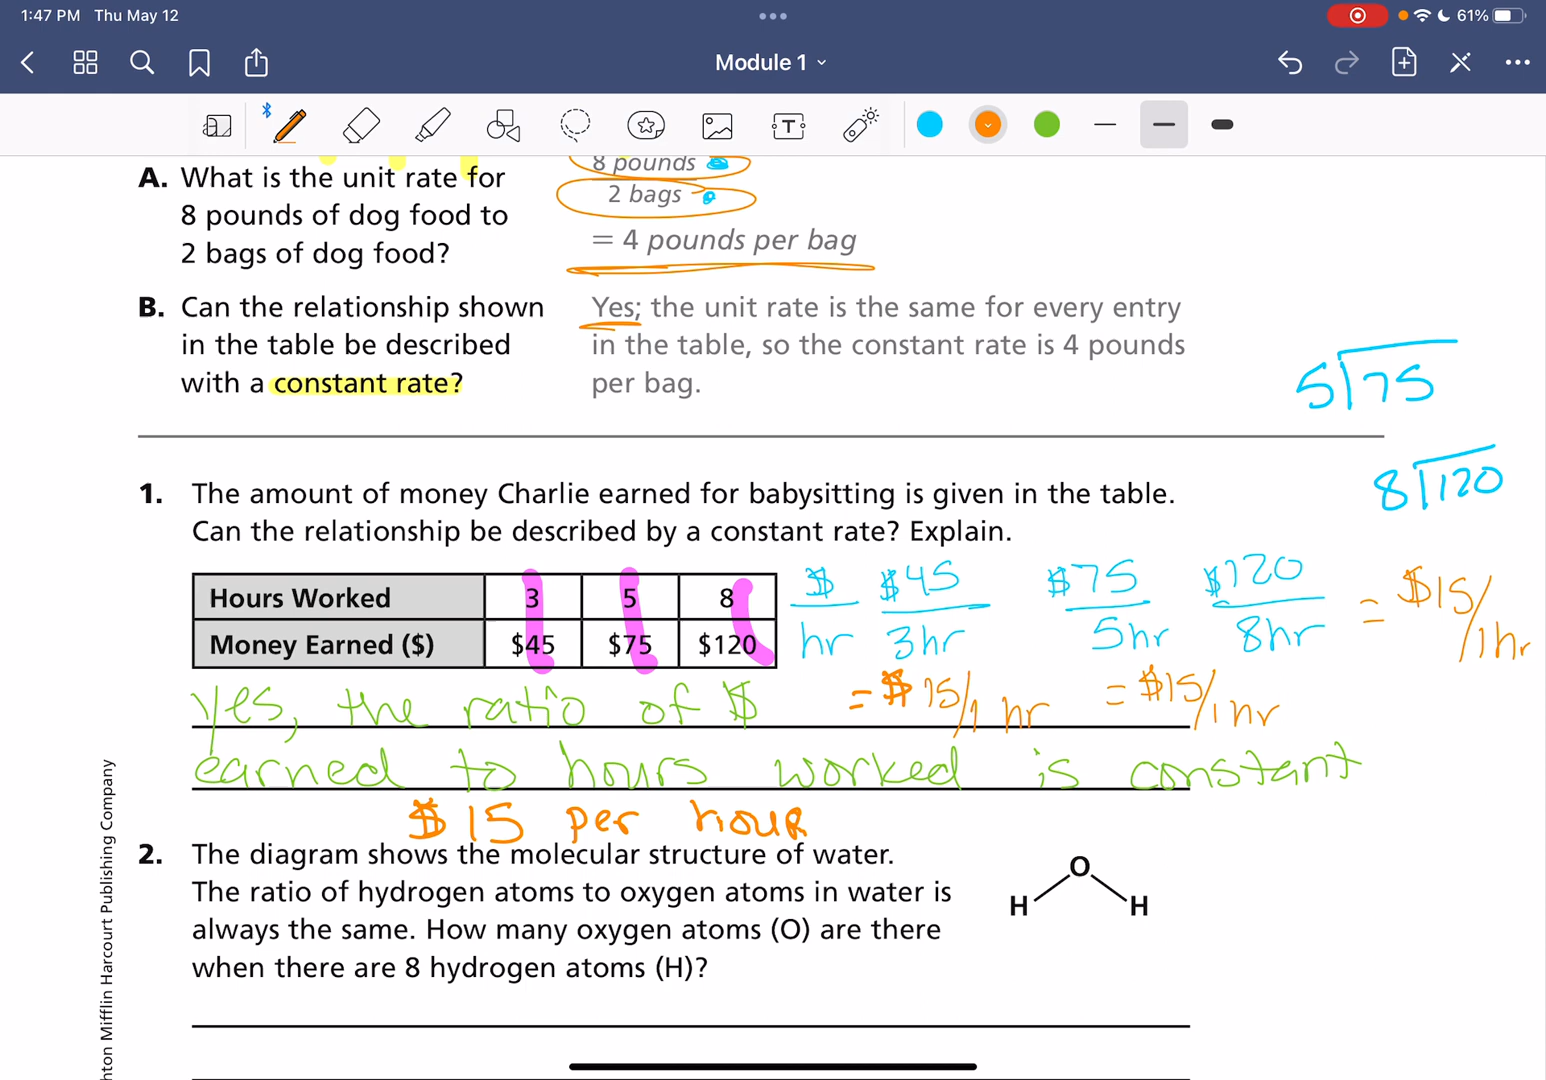 1:47 PM Thu May 12
61%
Module 1
T
A. What is the unit rate for
8 pounds of dog food to
2 bags of dog food?
8 pounds
2 bags
= 4 pounds per bag
B. Can the relationship shown
in the table be described
with a constant rate?
Yes; the unit rate is the same for every entry
in the table, so the constant rate is 4 pounds
per bag.
5 75
8 120
1. The amount of money Charlie earned for babysitting is given in the table.
Can the relationship be described by a constant rate? Explain.
Hours Worked 3 5 8
Money Earned ($) $45 $75 $120
$/hr $45/3hr $75/5hr $120/8hr = $15/1hr
= $15/1 hr = $15/1hr
yes, the ratio of $
earned to hours worked is constant
$15 per hour
2. The diagram shows the molecular structure of water.
The ratio of hydrogen atoms to oxygen atoms in water is
always the same. How many oxygen atoms (O) are there
when there are 8 hydrogen atoms (H)?
O
H H
hton Mifflin Harcourt Publishing Company